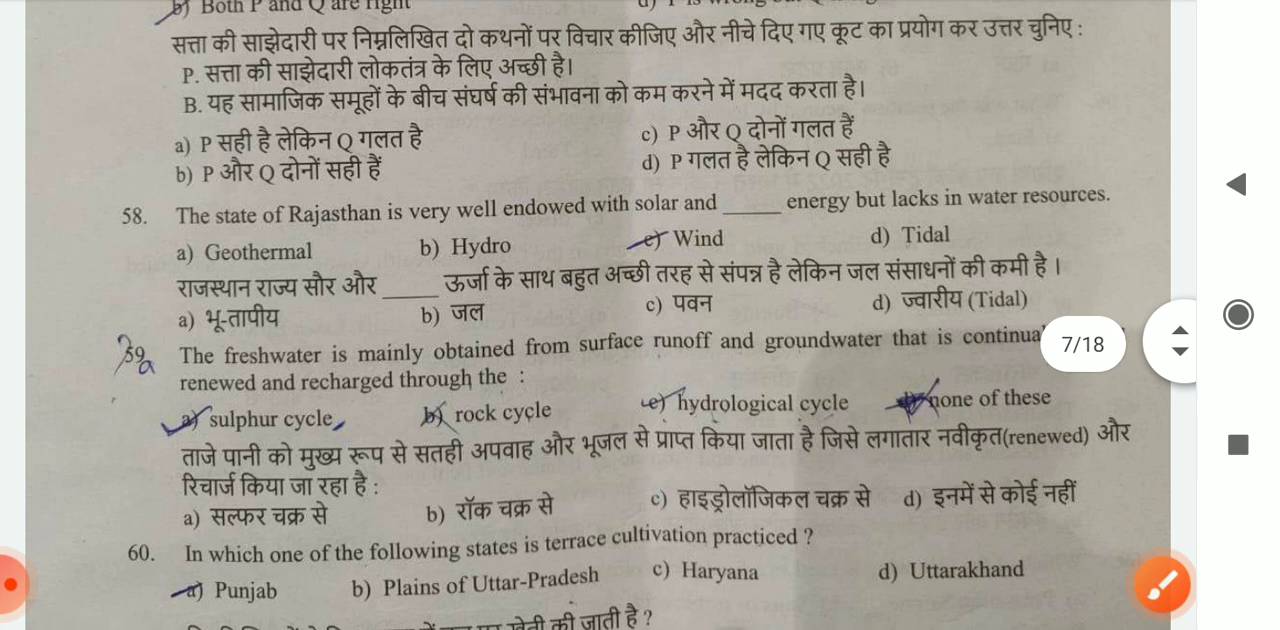 b) Both P and Q are right
सत्ता की साझेदारी पर निम्नलिखित दो कथनों पर विचार कीजिए और नीचे दिए गए कूट का प्रयोग कर उत्तर चुनिए :
P. सत्ता की साझेदारी लोकतंत्र के लिए अच्छी है।
B. यह सामाजिक समूहों के बीच संघर्ष की संभावना को कम करने में मदद करता है।
a) P सही है लेकिन Q गलत है c) P और Q दोनों गलत हैं
b) P और Q दोनों सही हैं d) P गलत है लेकिन Q सही है
58. The state of Rajasthan is very well endowed with solar and _____ energy but lacks in water resources.
a) Geothermal b) Hydro c) Wind d) Tidal
राजस्थान राज्य सौर और _____ ऊर्जा के साथ बहुत अच्छी तरह से संपन्न है लेकिन जल संसाधनों की कमी है ।
a) भू-तापीय b) जल c) पवन d) ज्वारीय (Tidal)
59. The freshwater is mainly obtained from surface runoff and groundwater that is continua
7/18
a
renewed and recharged through the :
a) sulphur cycle b) rock cycle c) hydrological cycle d) none of these
ताजे पानी को मुख्य रूप से सतही अपवाह और भूजल से प्राप्त किया जाता है जिसे लगातार नवीकृत(renewed) और
रिचार्ज किया जा रहा है :
a) सल्फर चक्र से b) रॉक चक्र से c) हाइड्रोलॉजिकल चक्र से d) इनमें से कोई नहीं
60. In which one of the following states is terrace cultivation practiced ?
a) Punjab b) Plains of Uttar-Pradesh c) Haryana d) Uttarakhand
खेती की जाती है ?